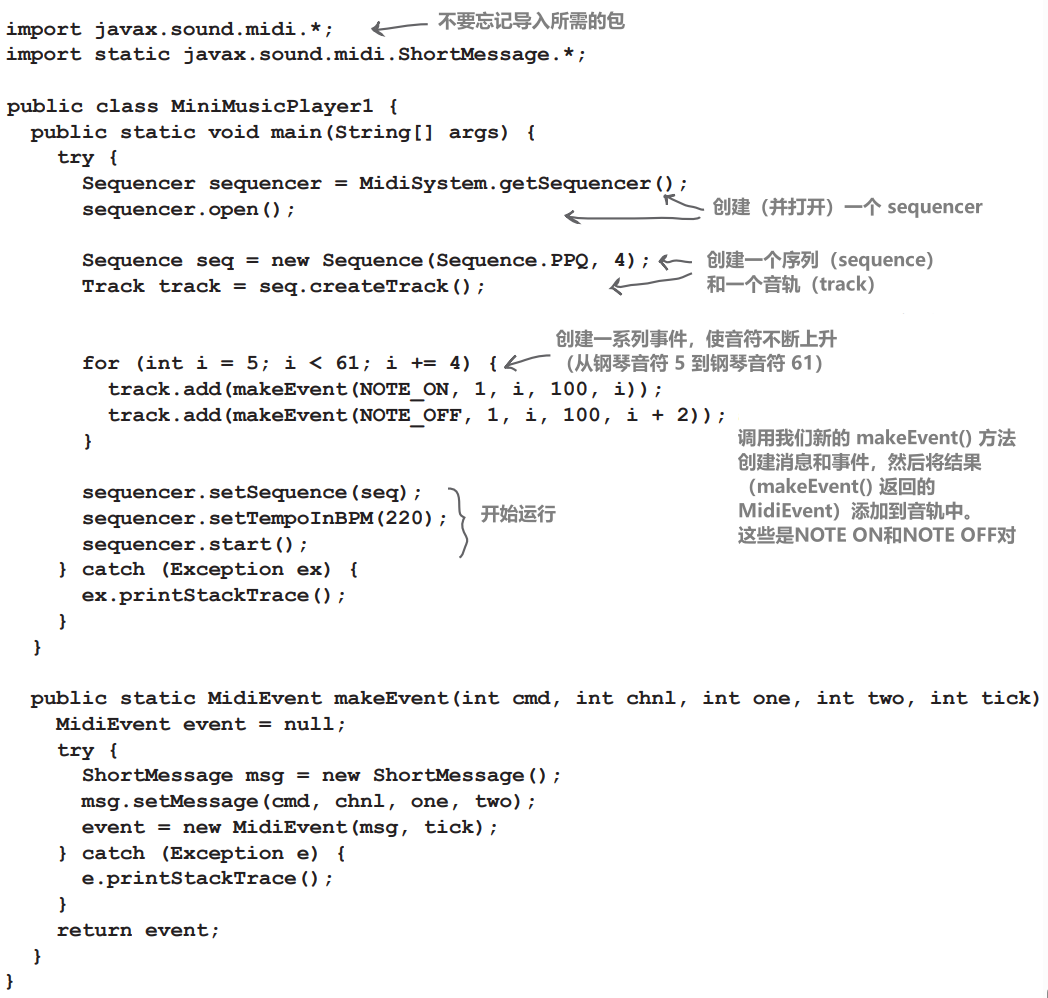 import javax.sound.midi.*;
不要忘记导入所需的包
import static javax.sound.midi.ShortMessage.*;
public class MiniMusicPlayer1 {
public static void main(String[] args) {
try {
Sequencer sequencer = MidiSystem.getSequencer();
sequencer.open();
创建（并打开）一个 sequencer
Sequence seq = new Sequence(Sequence.PPQ, 4);
Track track = seq.createTrack();
创建一个序列（sequence）
和一个音轨（track）
创建一系列事件，使音符不断上升
（从钢琴音符 5 到钢琴音符 61）
for (int i = 5; i < 61; i += 4) {
track.add(makeEvent(NOTE_ON, 1, i, 100, i));
track.add(makeEvent(NOTE_OFF, 1, i, 100, i + 2));
}
调用我们新的 makeEvent() 方法
创建消息和事件，然后将结果
（makeEvent() 返回的
MidiEvent）添加到音轨中。
这些是NOTE ON和NOTE OFF对
sequencer.setSequence(seq);
sequencer.setTempoInBPM(220);
sequencer.start();
开始运行
} catch (Exception ex) {
ex.printStackTrace();
}
}
public static MidiEvent makeEvent(int cmd, int chnl, int one, int two, int tick)
MidiEvent event = null;
try {
ShortMessage msg = new ShortMessage();
msg.setMessage(cmd, chnl, one, two);
event = new MidiEvent(msg, tick);
} catch (Exception e) {
e.printStackTrace();
}
return event;
}
}